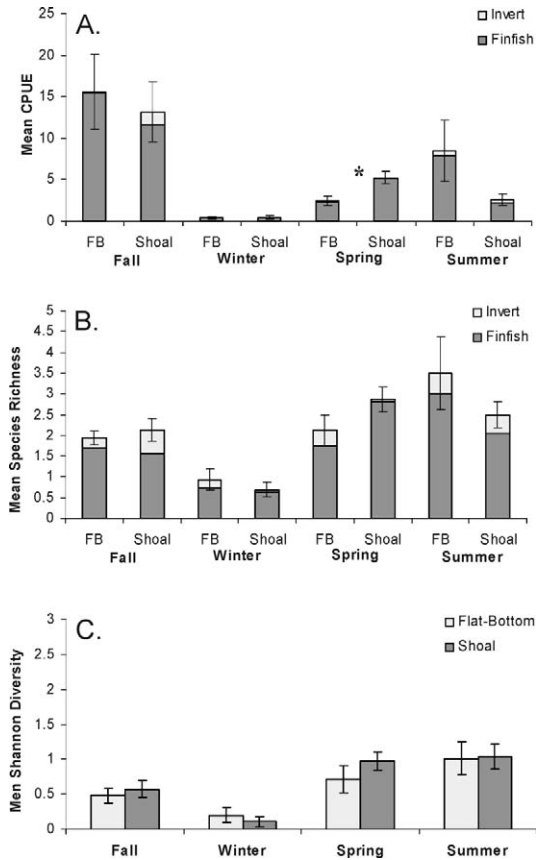 A.
Invert
Finfish
Mean CPUE
25
20
15
10
5
0
*
FB Shoal FB Shoal FB Shoal FB Shoal
Fall Winter Spring Summer
B.
Invert
Finfish
Mean Species Richness
5
4.5
4
3.5
3
2.5
2
1.5
1
0.5
0
FB Shoal FB Shoal FB Shoal FB Shoal
Fall Winter Spring Summer
C.
Flat-Bottom
Shoal
Men Shannon Diversity
3
2.5
2
1.5
1
0.5
0
Fall Winter Spring Summer